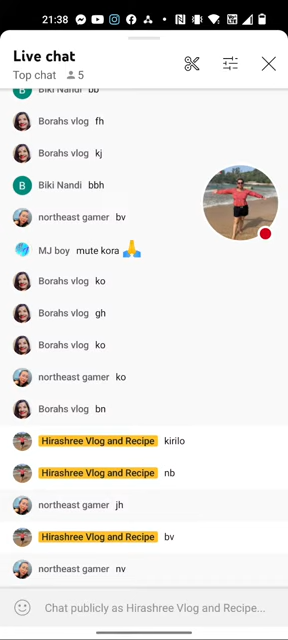 21:38
Live chat
Top chat 5
Biki Nandi bb
Borahs vlog fh
Borahs vlog kj
B Biki Nandi bbh
northeast gamer bv
MJ boy mute kora 🙏
Borahs vlog ko
Borahs vlog gh
Borahs vlog ko
northeast gamer ko
Borahs vlog bn
Hirashree Vlog and Recipe kirilo
Hirashree Vlog and Recipe nb
northeast gamer jh
Hirashree Vlog and Recipe bv
northeast gamer nv
Chat publicly as Hirashree Vlog and Recipe...